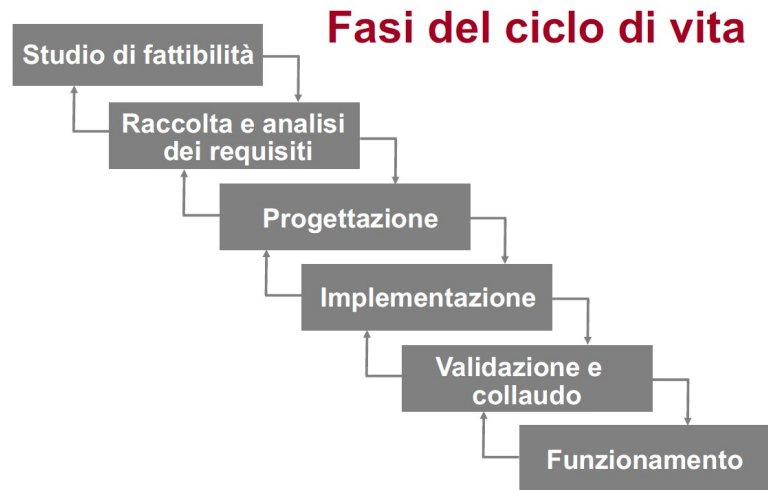 Fasi del ciclo di vita
Studio di fattibilità
Raccolta e analisi
dei requisiti
Progettazione
Implementazione
Validazione e
collaudo
Funzionamento